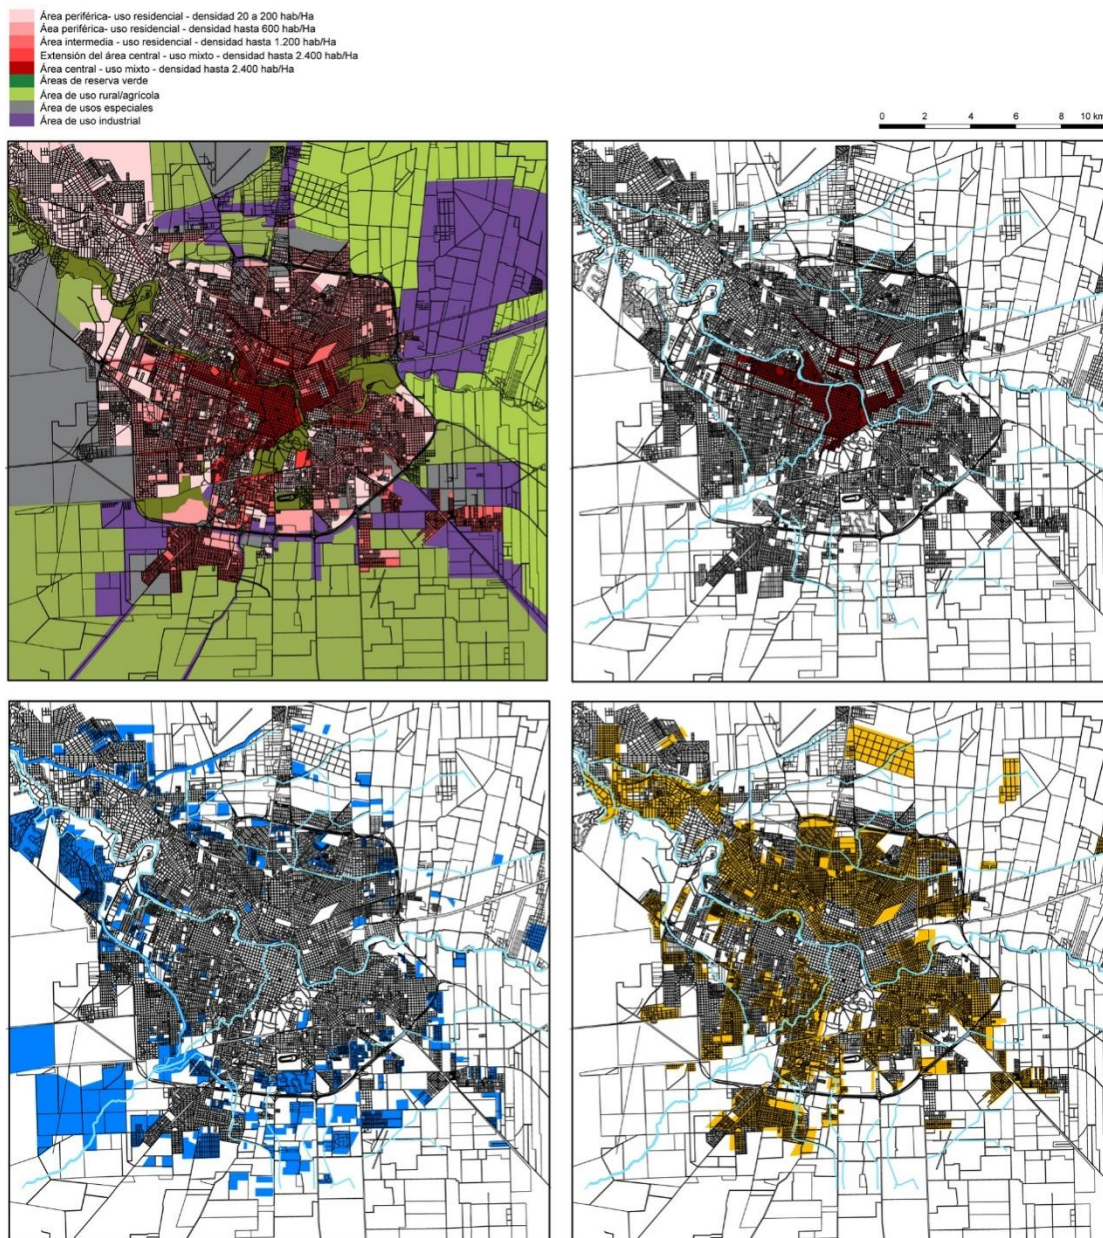 Área periférica- uso residencial - densidad 20 a 200 hab/Ha
Áea periférica- uso residencial - densidad hasta 600 hab/Ha
Área intermedia - uso residencial - densidad hasta 1.200 hab/Ha
Extensión del área central - uso mixto - densidad hasta 2.400 hab/Ha
Área central - uso mixto - densidad hasta 2.400 hab/Ha
Áreas de reserva verde
Área de uso rural/agrícola
Área de usos especiales
Área de uso industrial
0 2 4 6 8 10 km